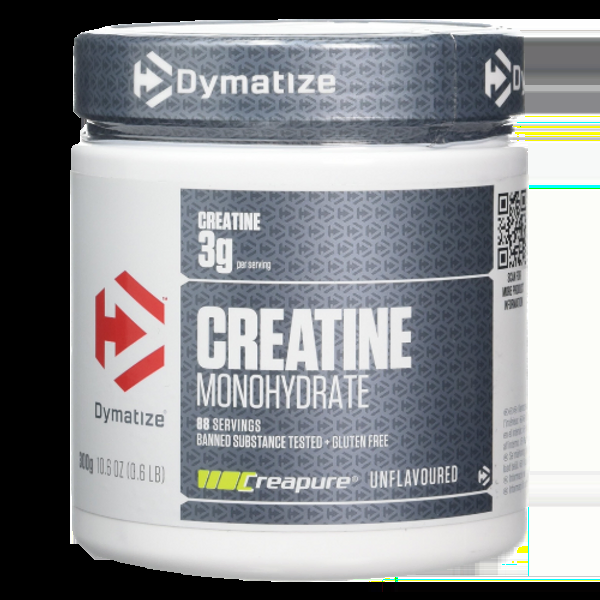 Dymatize
D
CREATINE
3g
per serving
SCAN FOR
MORE PRODUCT
INFORMATION
CREATINE
MONOHYDRATE
88 SERVINGS
BANNED SUBSTANCE TESTED + GLUTEN FREE
Creapure® UNFLAVOURED
™
Dymatize®
300g 10.6 OZ (0.6 LB)